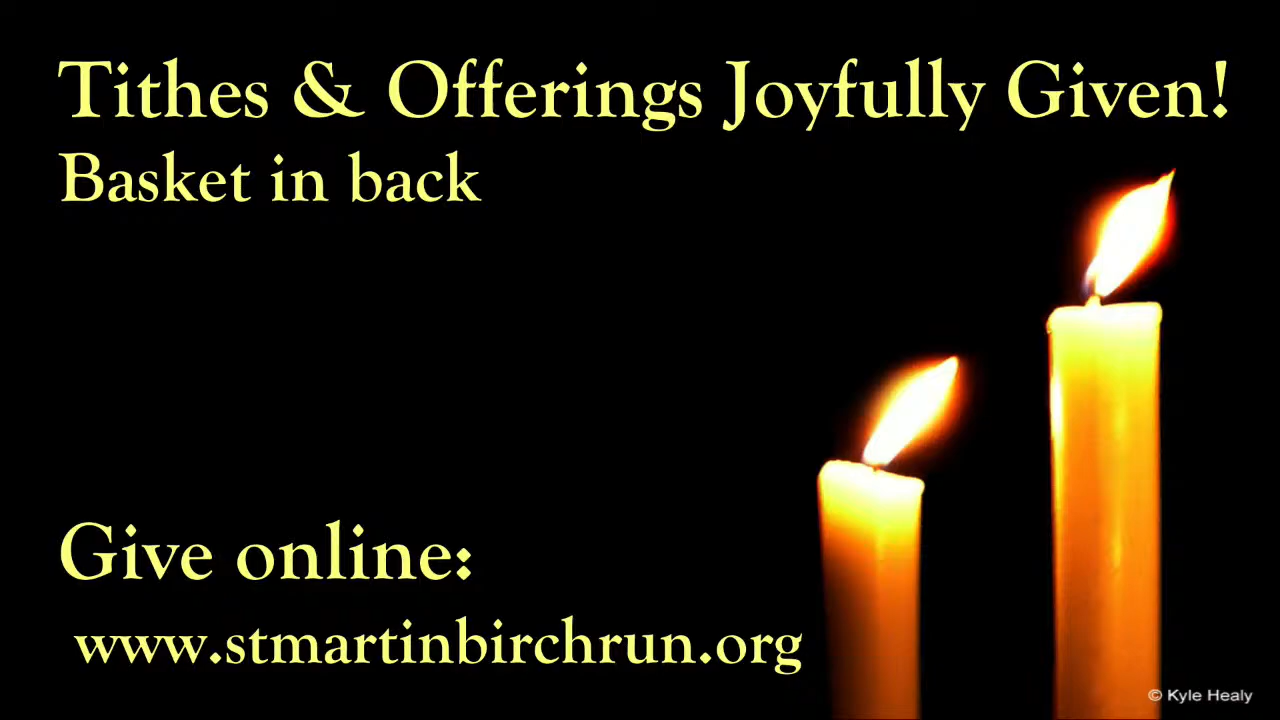 Tithes & Offerings Joyfully Given!
Basket in back
Give online:
www.stmartinbirchrun.org
© Kyle Healy